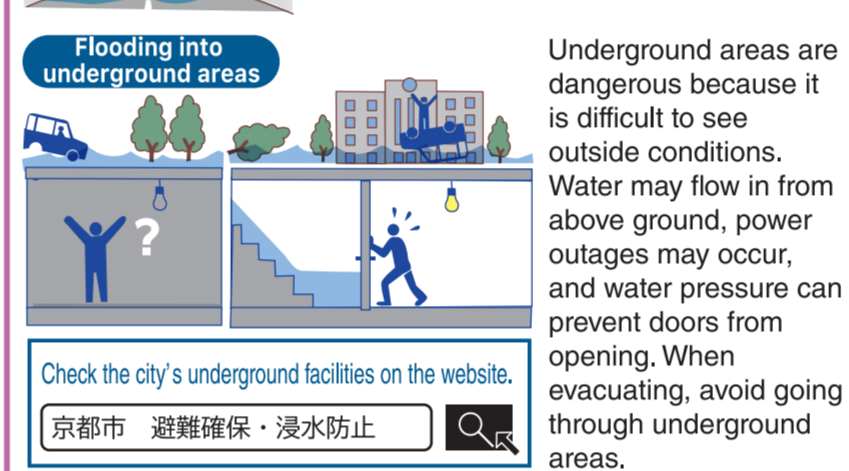 Flooding into
underground areas
?
Underground areas are
dangerous because it
is difficult to see
outside conditions.
Water may flow in from
above ground, power
outages may occur,
and water pressure can
prevent doors from
opening. When
evacuating, avoid going
through underground
areas.
Check the city's underground facilities on the website.
京都市　避難確保・浸水防止